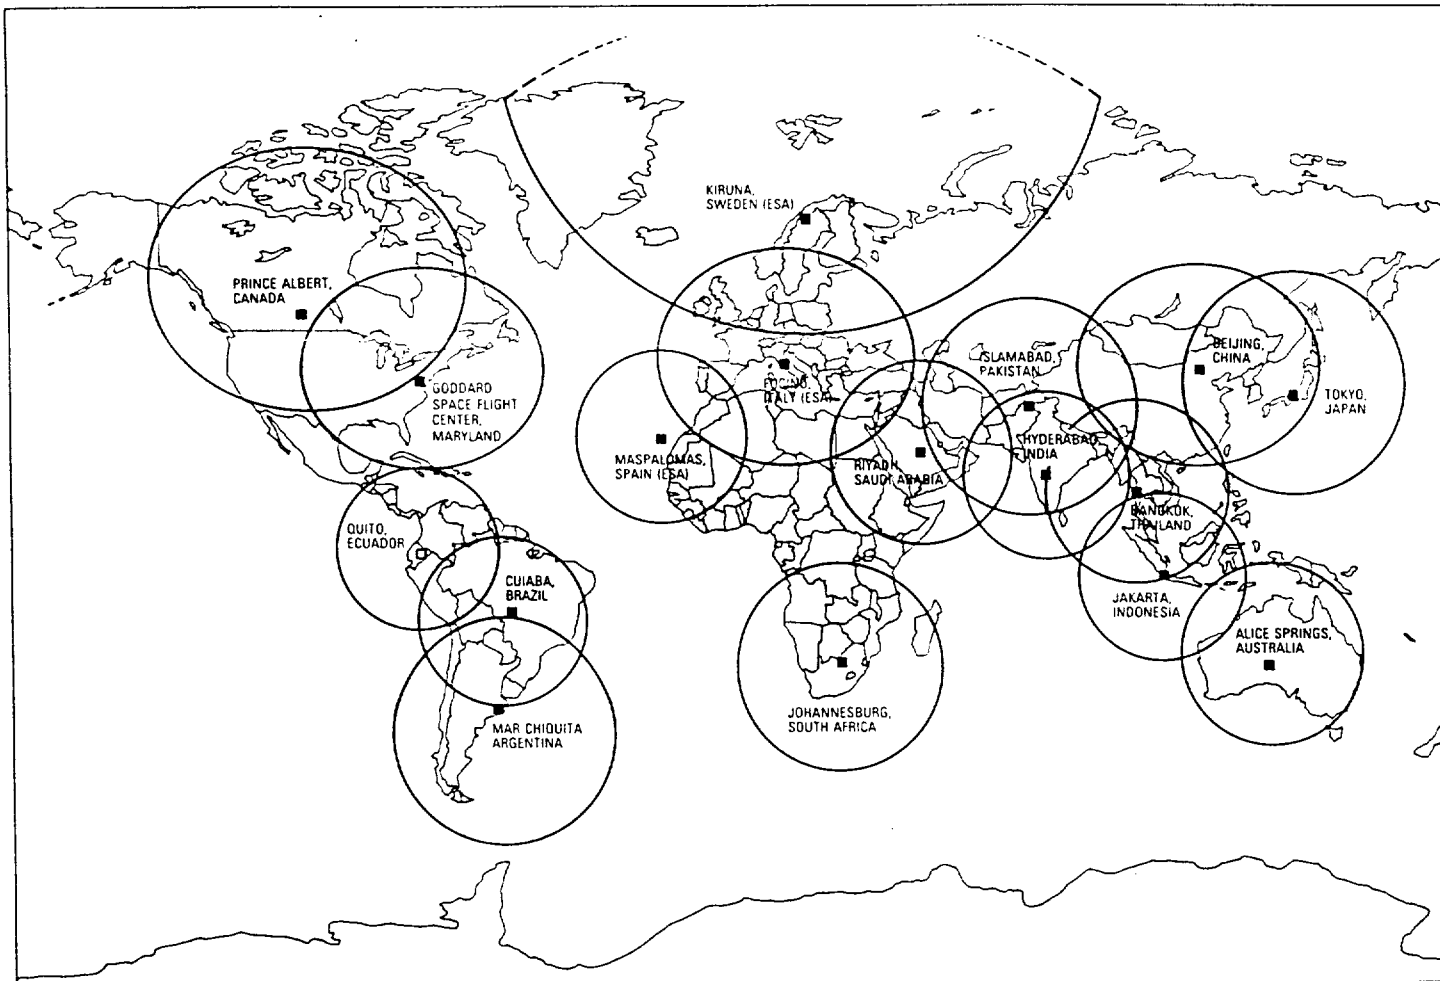 KIRUNA,
SWEDEN (ESA)
PRINCE ALBERT,
CANADA
GODDARD
SPACE FLIGHT
CENTER,
MARYLAND
FUCINO,
ITALY (ESA)
MASPALOMAS,
SPAIN (ESA)
RIYADH,
SAUDI ARABIA
ISLAMABAD,
PAKISTAN
HYDERABAD,
INDIA
BEIJING,
CHINA
TOKYO,
JAPAN
BANGKOK,
THAILAND
QUITO,
ECUADOR
CUIABA,
BRAZIL
JAKARTA,
INDONESIA
ALICE SPRINGS,
AUSTRALIA
MAR CHIQUITA
ARGENTINA
JOHANNESBURG,
SOUTH AFRICA